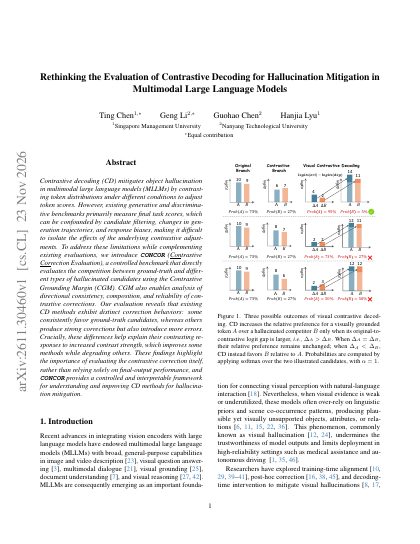 Rethinking the Evaluation of Contrastive Decoding for Hallucination Mitigation in
Multimodal Large Language Models
Ting Chen¹,* Geng Li²,* Guohao Chen² Hanjia Lyu¹
¹Singapore Management University ²Nanyang Technological University
*Equal contribution
arXiv:2611.30460v1 [cs.CL] 23 Nov 2026
Abstract
Contrastive decoding (CD) mitigates object hallucination
in multimodal large language models (MLLMs) by contrast-
ing token distributions under different conditions to adjust
token scores. However, existing generative and discrimina-
tive benchmarks primarily measure final task scores, which
can be confounded by candidate filtering, changes to gen-
eration trajectories, and response biases, making it difficult
to isolate the effects of the underlying contrastive adjust-
ments. To address these limitations while complementing
existing evaluations, we introduce CONCOR (Contrastive
Correction Evaluation), a controlled benchmark that directly
evaluates the competition between ground-truth and differ-
ent types of hallucinated candidates using the Contrastive
Grounding Margin (CGM). CGM also enables analysis of
directional consistency, composition, and reliability of con-
trastive corrections. Our evaluation reveals that existing
CD methods exhibit distinct correction behaviors: some
consistently favor ground-truth candidates, whereas others
produce strong corrections but also introduce more errors.
Crucially, these differences help explain their contrasting re-
sponses to increased contrast strength, which improves some
methods while degrading others. These findings highlight
the importance of evaluating the contrastive correction itself,
rather than relying solely on final-output performance, and
CONCOR provides a controlled and interpretable framework
for understanding and improving CD methods for hallucina-
tion mitigation.
1. Introduction
Recent advances in integrating vision encoders with large
language models have endowed multimodal large language
models (MLLMs) with broad, general-purpose capabilities
in image and video description [23], visual question answer-
ing [3], multimodal dialogue [21], visual grounding [25],
document understanding [7], and visual reasoning [27, 42].
MLLMs are consequently emerging as an important founda-
Original
Branch
Contrastive
Branch
Visual Contrastive Decoding
Figure 1. Three possible outcomes of visual contrastive decod-
ing. CD increases the relative preference for a visually grounded
token A over a hallucinated competitor B only when its original-to-
contrastive logit gap is larger, i.e., ΔA > ΔB. When ΔA = ΔB,
their relative preference remains unchanged; when ΔA < ΔB,
CD instead favors B relative to A. Probabilities are computed by
applying softmax over the two illustrated candidates, with α = 1.
tion for connecting visual perception with natural-language
interaction [18]. Nevertheless, when visual evidence is weak
or underutilized, these models often over-rely on linguistic
priors and scene co-occurrence patterns, producing plausi-
ble yet visually unsupported objects, attributes, or rela-
tions [6, 11, 15, 22, 36]. This phenomenon, commonly
known as visual hallucination [12, 24], undermines the
trustworthiness of model outputs and limits deployment in
high-reliability settings such as medical assistance and au-
tonomous driving [1, 35, 46].
Researchers have explored training-time alignment [10,
29, 39–41], post-hoc correction [16, 38, 45], and decoding-
time intervention to mitigate visual hallucinations [8, 17,
1